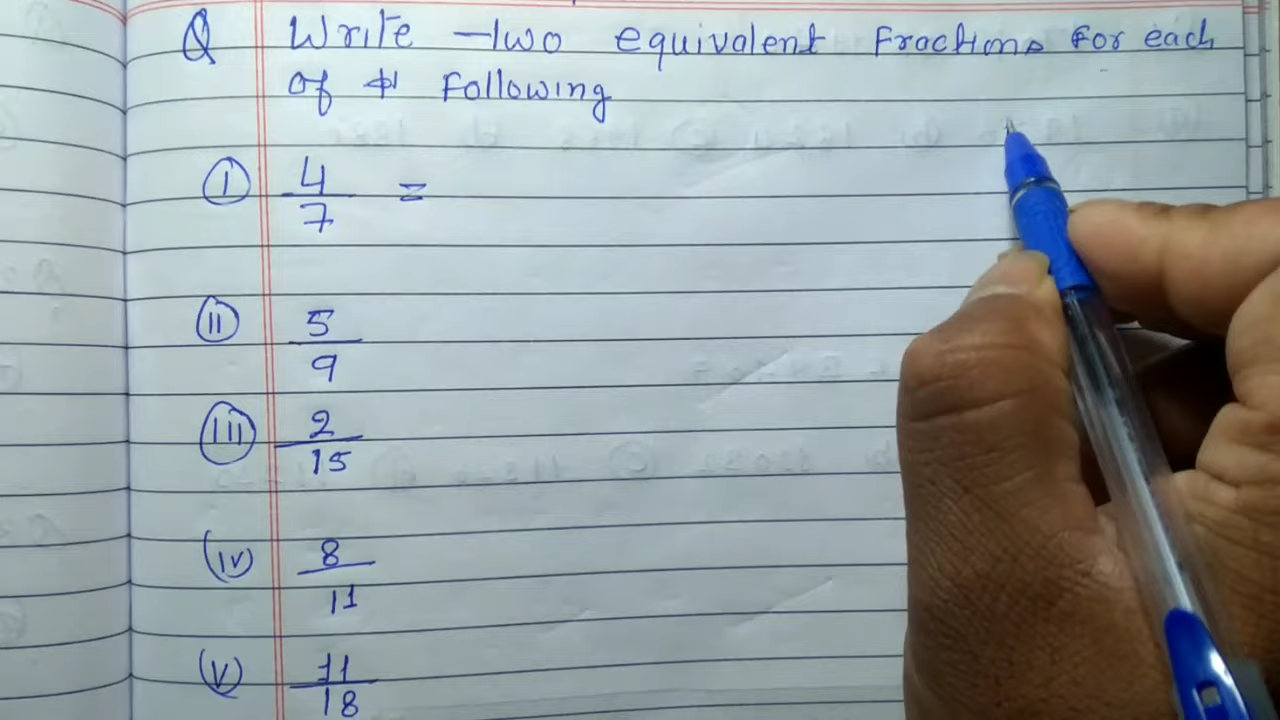 Q Write two equivalent Fractions For each
of Following
(i) 4/7 =
(ii) 5/9
(iii) 2/15
(iv) 8/11
(v) 11/18